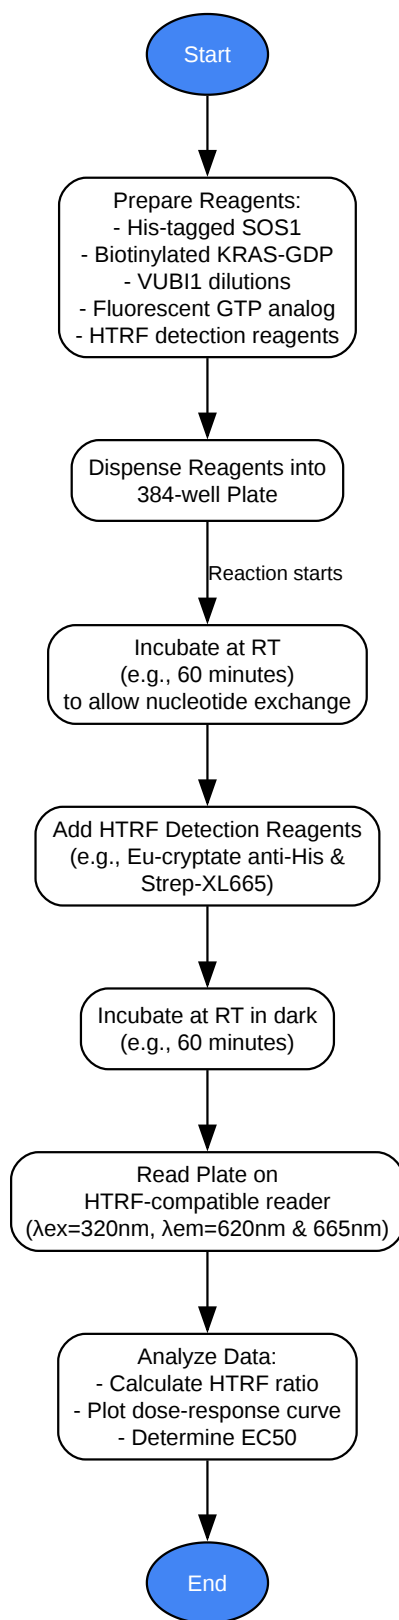 Start
Prepare Reagents:
- His-tagged SOS1
- Biotinylated KRAS-GDP
- VUBI1 dilutions
- Fluorescent GTP analog
- HTRF detection reagents
Dispense Reagents into
384-well Plate
Reaction starts
Incubate at RT
(e.g., 60 minutes)
to allow nucleotide exchange
Add HTRF Detection Reagents
(e.g., Eu-cryptate anti-His &
Strep-XL665)
Incubate at RT in dark
(e.g., 60 minutes)
Read Plate on
HTRF-compatible reader
(λex=320nm, λem=620nm & 665nm)
Analyze Data:
- Calculate HTRF ratio
- Plot dose-response curve
- Determine EC50
End